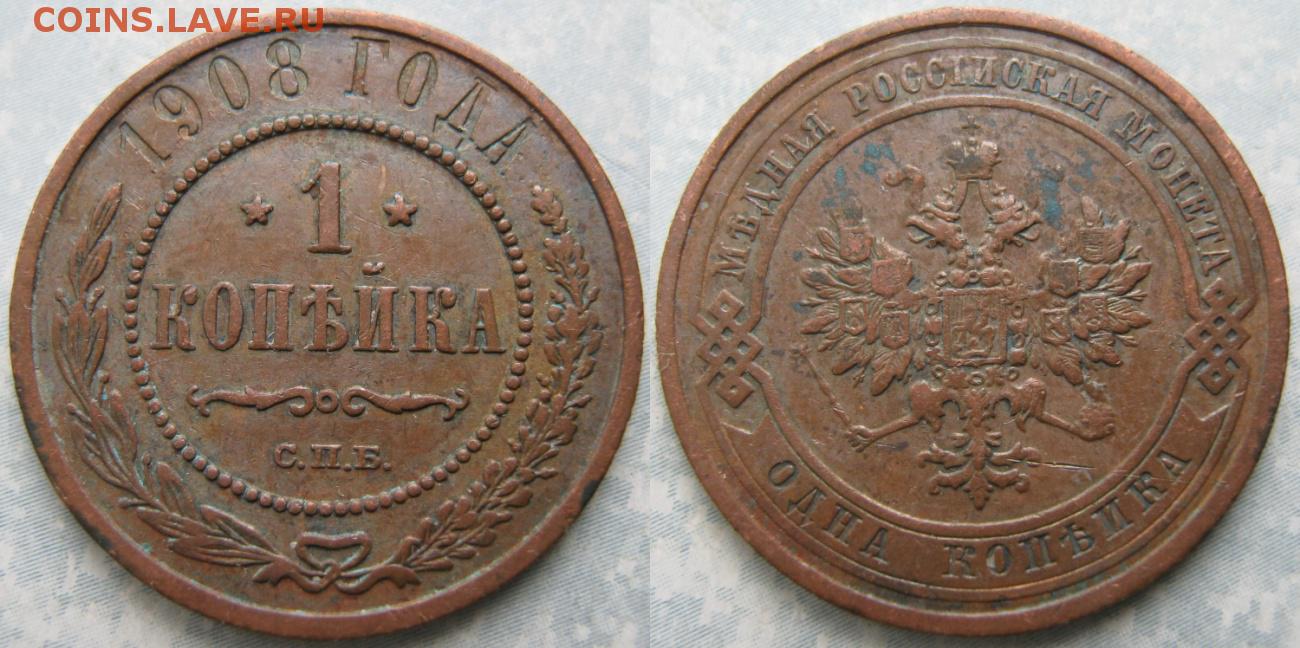 COINS.LAVE.RU
1908 ГОДА
1
КОПѢЙКА
С.П.Б.
МѢДНАЯ РОССІЙСКАЯ МОНЕТА
ОДНА КОПѢЙКА